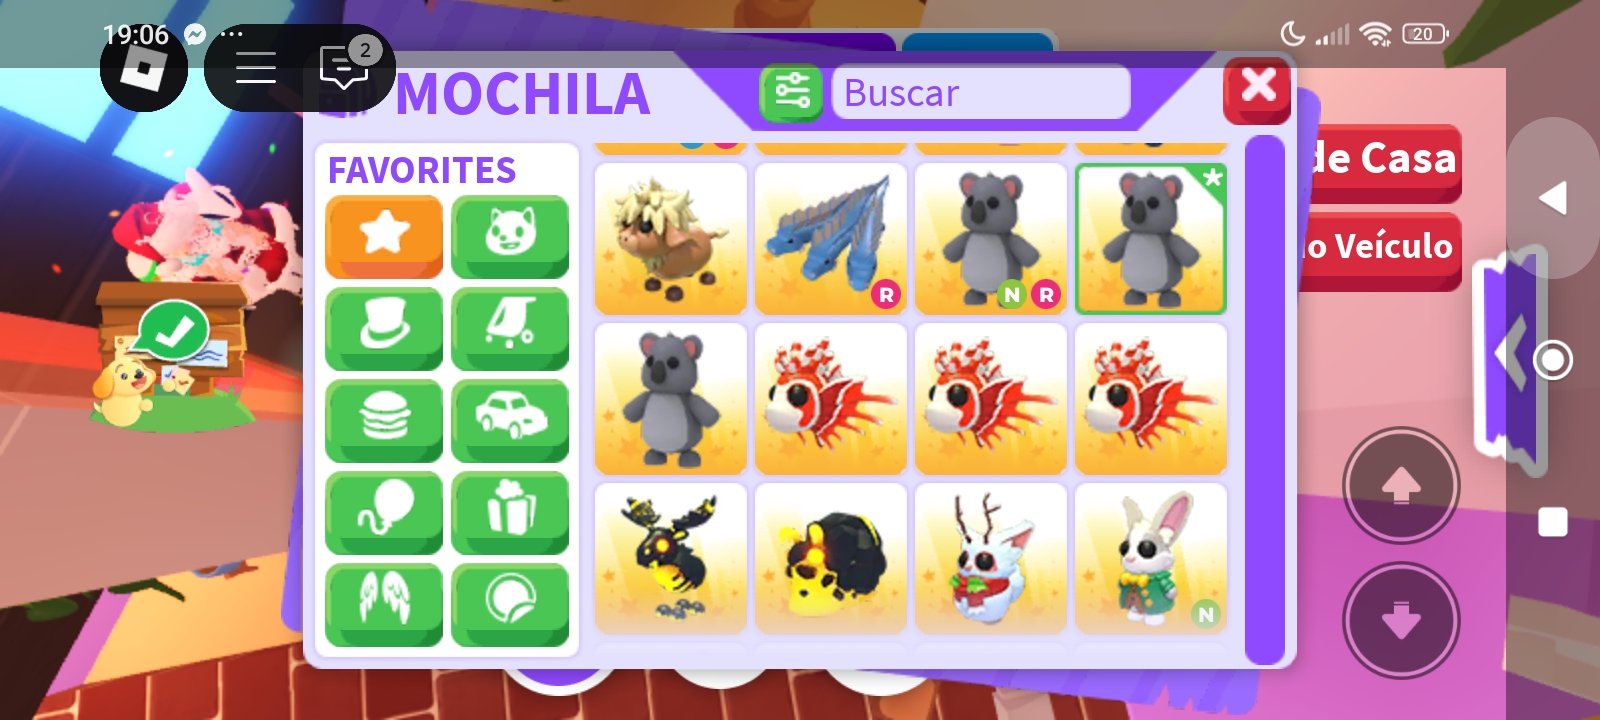 19:06
...
20
2
MOCHILA
Buscar
FAVORITES
de Casa
o Veículo
R
N R
N